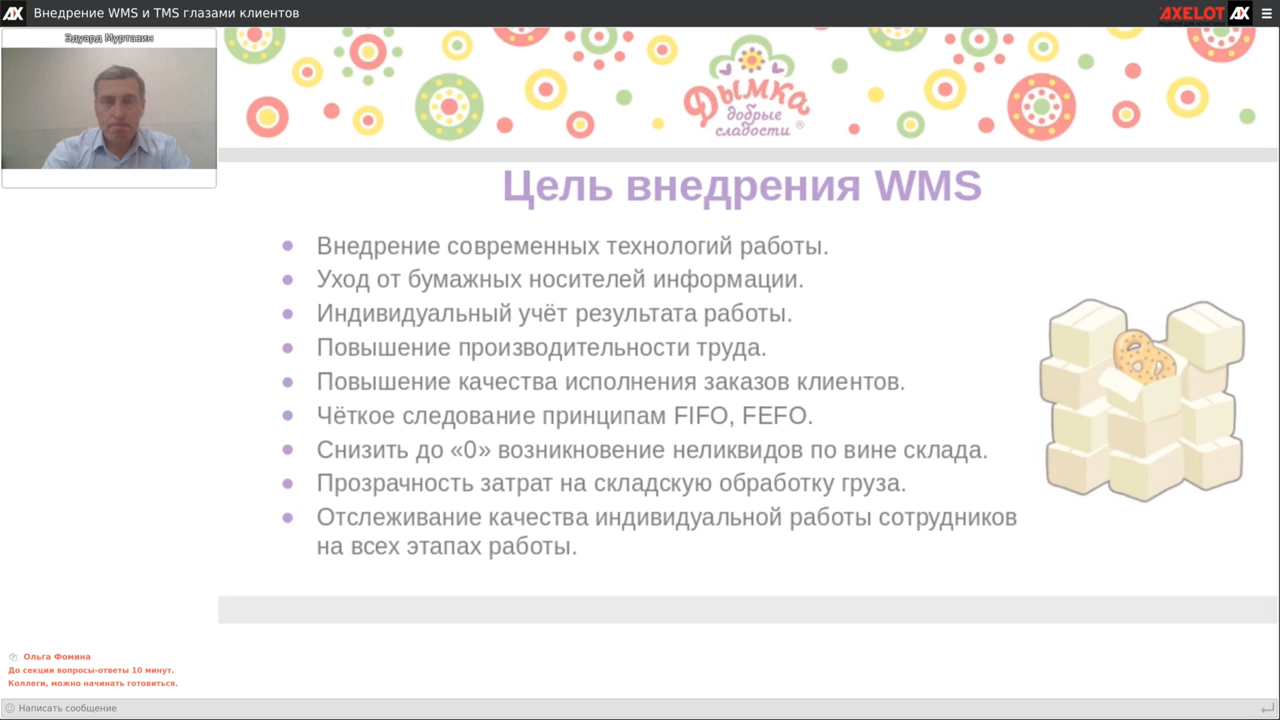 Внедрение WMS и TMS глазами клиентов
AXELOT
AX
Эдуард Муртазин
Дымка
добрые
сладости ®
Цель внедрения WMS
Внедрение современных технологий работы.
Уход от бумажных носителей информации.
Индивидуальный учёт результата работы.
Повышение производительности труда.
Повышение качества исполнения заказов клиентов.
Чёткое следование принципам FIFO, FEFO.
Снизить до «0» возникновение неликвидов по вине склада.
Прозрачность затрат на складскую обработку груза.
Отслеживание качества индивидуальной работы сотрудников
на всех этапах работы.
Ольга Фомина
До секции вопросы-ответы 10 минут.
Коллеги, можно начинать готовиться.
Написать сообщение